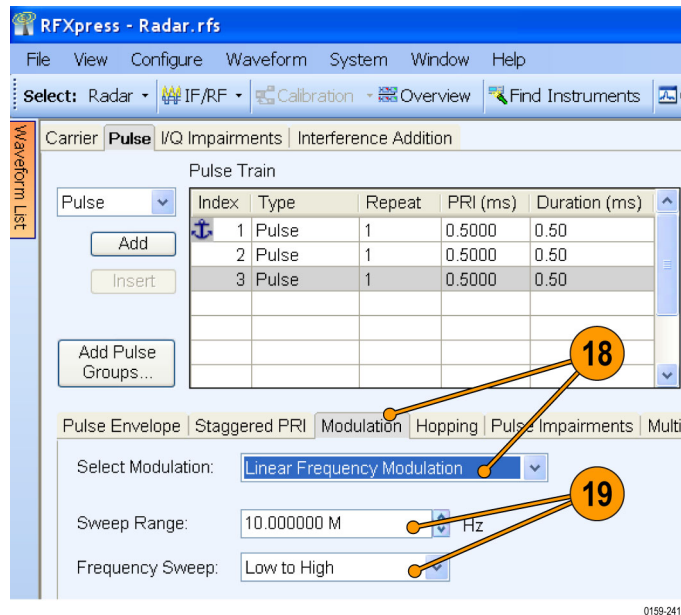 RFXpress - Radar.rfs
File View Configure Waveform System Window Help
Select: Radar IF/RF Calibration Overview Find Instruments
Waveform List
Carrier Pulse I/Q Impairments Interference Addition
Pulse Train
Pulse
Add
Insert
Add Pulse
Groups...
Index Type Repeat PRI (ms) Duration (ms)
1 Pulse 1 0.5000 0.50
2 Pulse 1 0.5000 0.50
3 Pulse 1 0.5000 0.50
18
Pulse Envelope Staggered PRI Modulation Hopping Pulse Impairments Multi
Select Modulation: Linear Frequency Modulation
19
Sweep Range: 10.000000 M Hz
Frequency Sweep: Low to High
0159-241